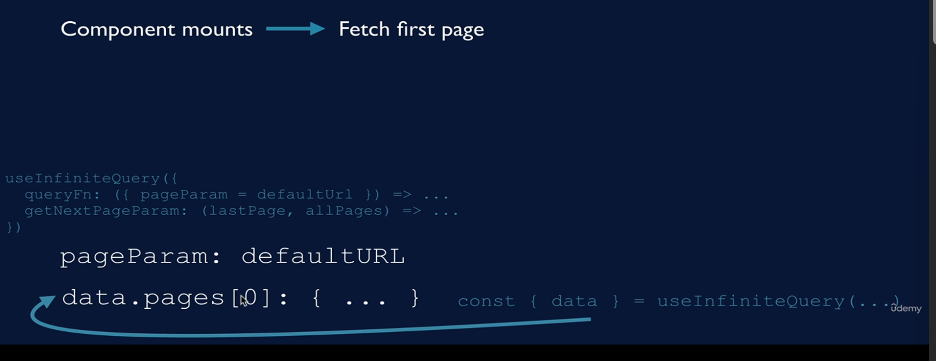 Component mounts Fetch first page
useInfiniteQuery({
queryFn: ({ pageParam = defaultUrl }) => ...
getNextPageParam: (lastPage, allPages) => ...
})
pageParam: defaultURL
data.pages[0]: { ... } const { data } = useInfiniteQuery(...)
ûdemy